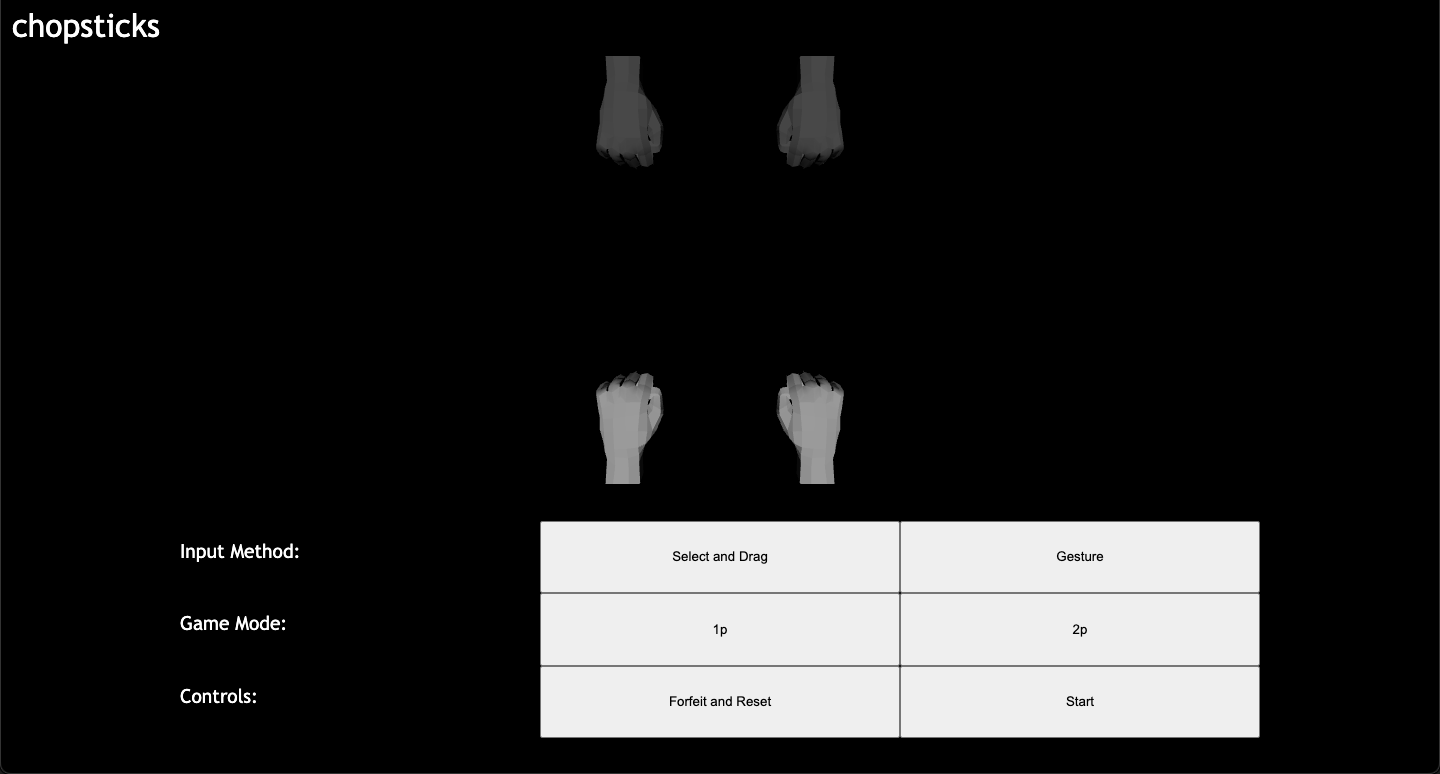 chopsticks
Input Method:
Select and Drag
Gesture
Game Mode:
1p
2p
Controls:
Forfeit and Reset
Start